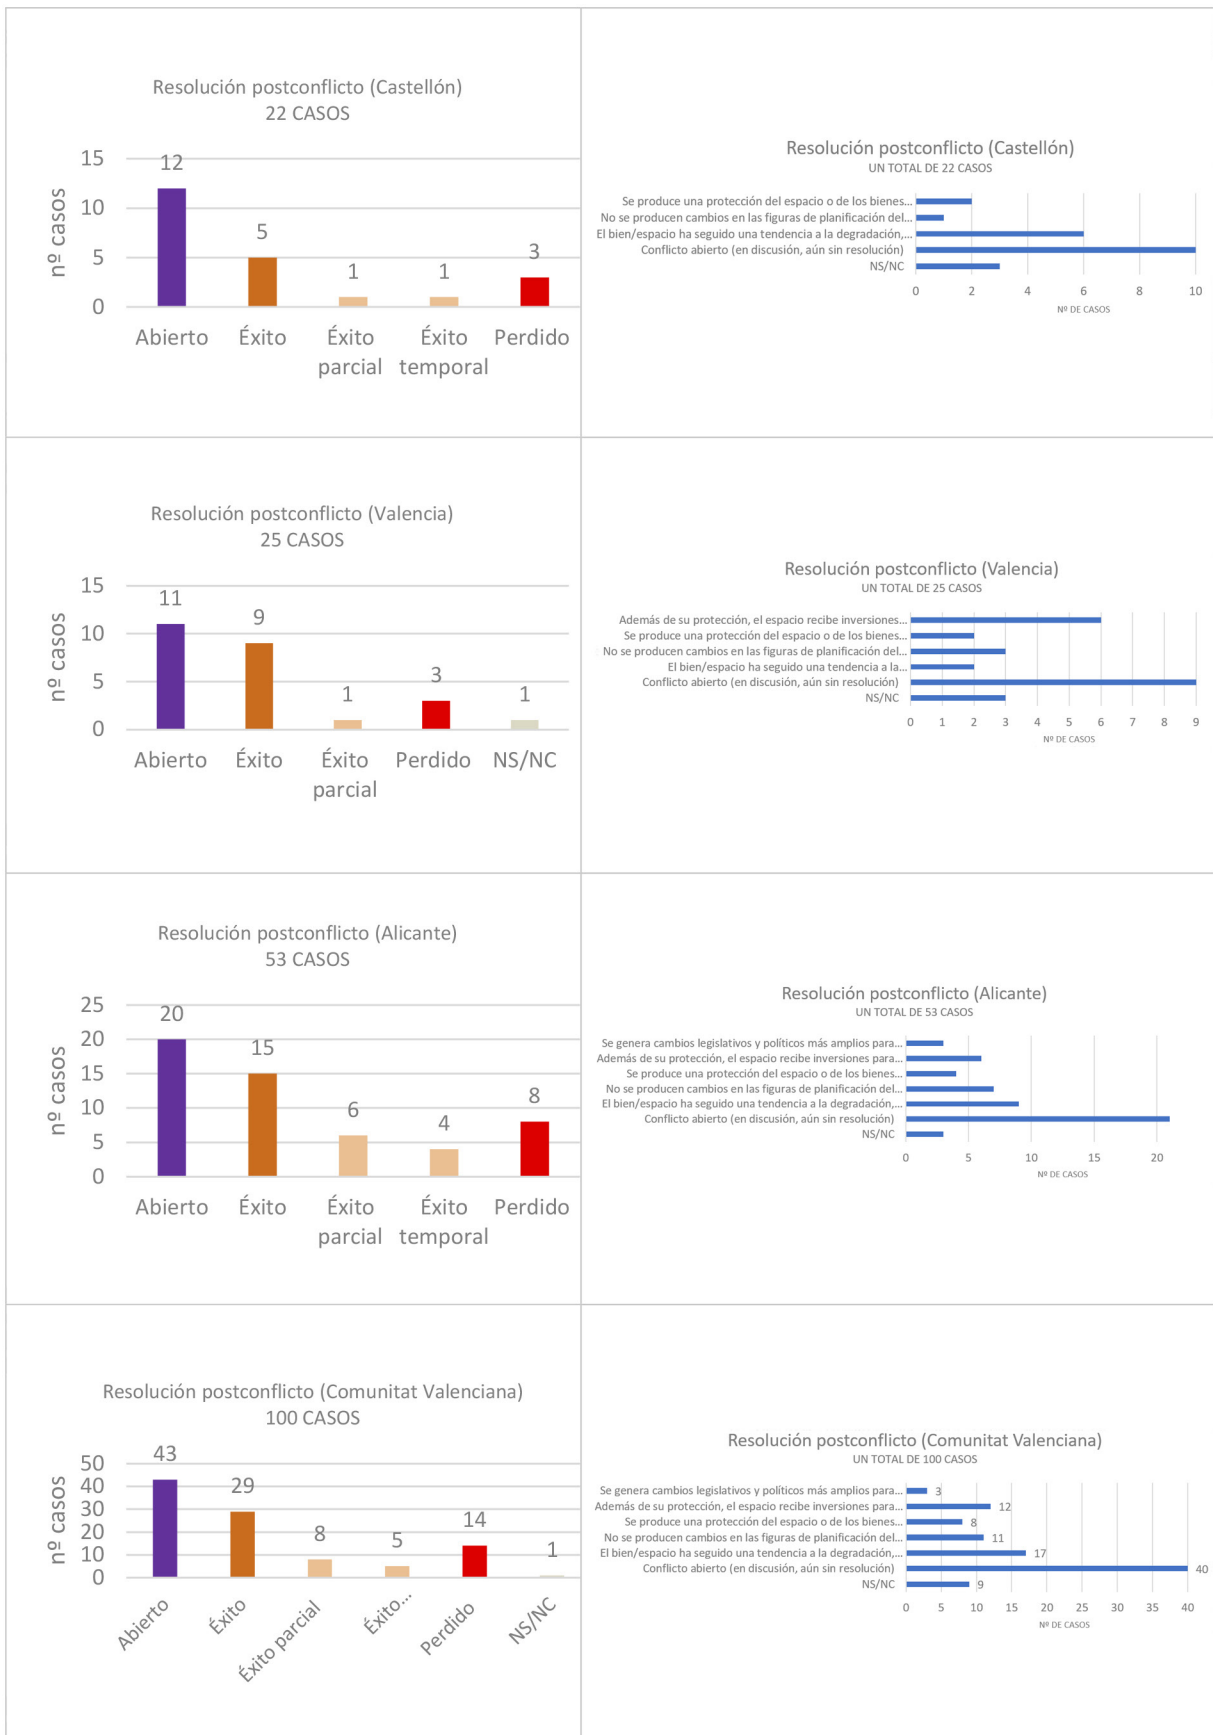 Resolución postconflicto (Castellón)
22 CASOS
nº casos
15
10
5
0
12
5
1
1
3
Abierto
Éxito
Éxito parcial
Éxito temporal
Perdido
Resolución postconflicto (Castellón)
UN TOTAL DE 22 CASOS
Se produce una protección del espacio o de los bienes...
No se producen cambios en las figuras de planificación del...
El bien/espacio ha seguido una tendencia a la degradación,...
Conflicto abierto (en discusión, aún sin resolución)
NS/NC
0 2 4 6 8 10
Nº DE CASOS
Resolución postconflicto (Valencia)
25 CASOS
nº casos
15
10
5
0
11
9
1
3
1
Abierto
Éxito
Éxito parcial
Perdido
NS/NC
Resolución postconflicto (Valencia)
UN TOTAL DE 25 CASOS
Además de su protección, el espacio recibe inversiones...
Se produce una protección del espacio o de los bienes...
No se producen cambios en las figuras de planificación del...
El bien/espacio ha seguido una tendencia a la...
Conflicto abierto (en discusión, aún sin resolución)
NS/NC
0 1 2 3 4 5 6 7 8 9
Nº DE CASOS
Resolución postconflicto (Alicante)
53 CASOS
nº casos
25
20
15
10
5
0
20
15
6
4
8
Abierto
Éxito
Éxito parcial
Éxito temporal
Perdido
Resolución postconflicto (Alicante)
UN TOTAL DE 53 CASOS
Se genera cambios legislativos y políticos más amplios para...
Además de su protección, el espacio recibe inversiones para...
Se produce una protección del espacio o de los bienes...
No se producen cambios en las figuras de planificación del...
El bien/espacio ha seguido una tendencia a la degradación,...
Conflicto abierto (en discusión, aún sin resolución)
NS/NC
0 5 10 15 20
Nº DE CASOS
Resolución postconflicto (Comunitat Valenciana)
100 CASOS
nº casos
50
40
30
20
10
0
43
29
8
5
14
1
Abierto
Éxito
Éxito parcial
Éxito...
Perdido
NS/NC
Resolución postconflicto (Comunitat Valenciana)
UN TOTAL DE 100 CASOS
Se genera cambios legislativos y políticos más amplios para... 3
Además de su protección, el espacio recibe inversiones para... 12
Se produce una protección del espacio o de los bienes... 8
No se producen cambios en las figuras de planificación del... 11
El bien/espacio ha seguido una tendencia a la degradación,... 17
Conflicto abierto (en discusión, aún sin resolución) 40
NS/NC 9
0 5 10 15 20 25 30 35 40
Nº DE CASOS